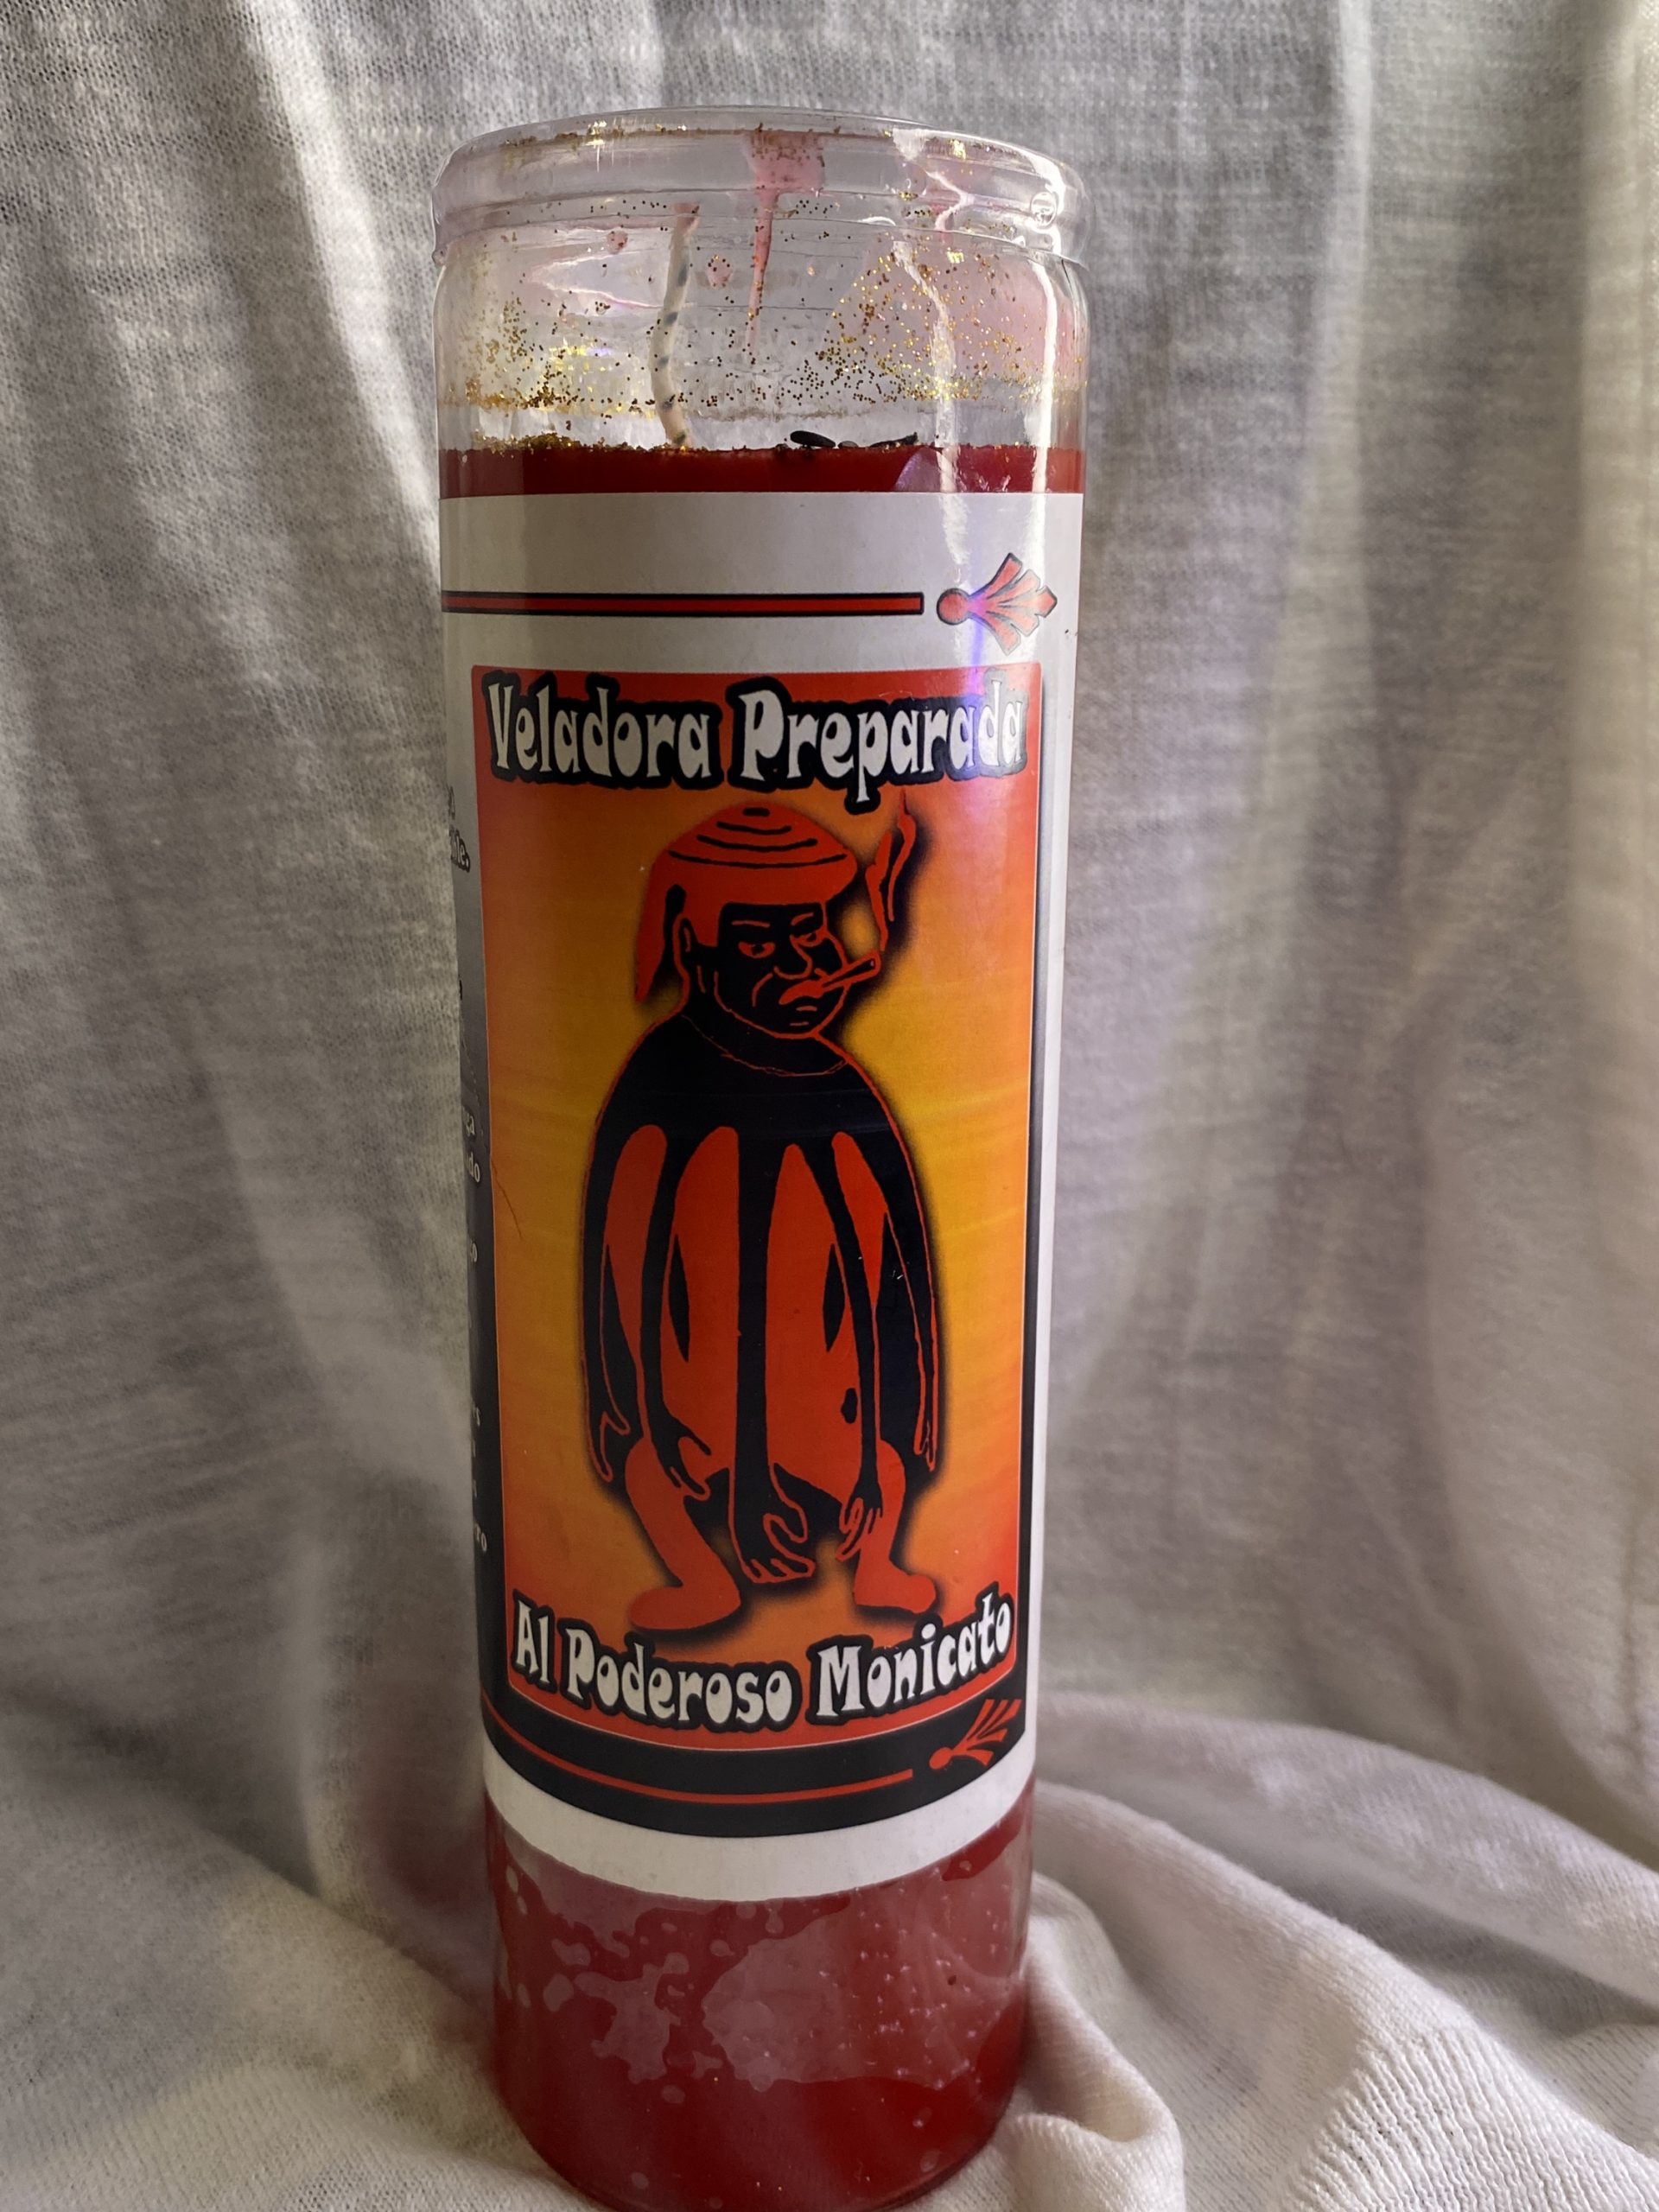 Veladora Preparada
Al Poderoso Monicato